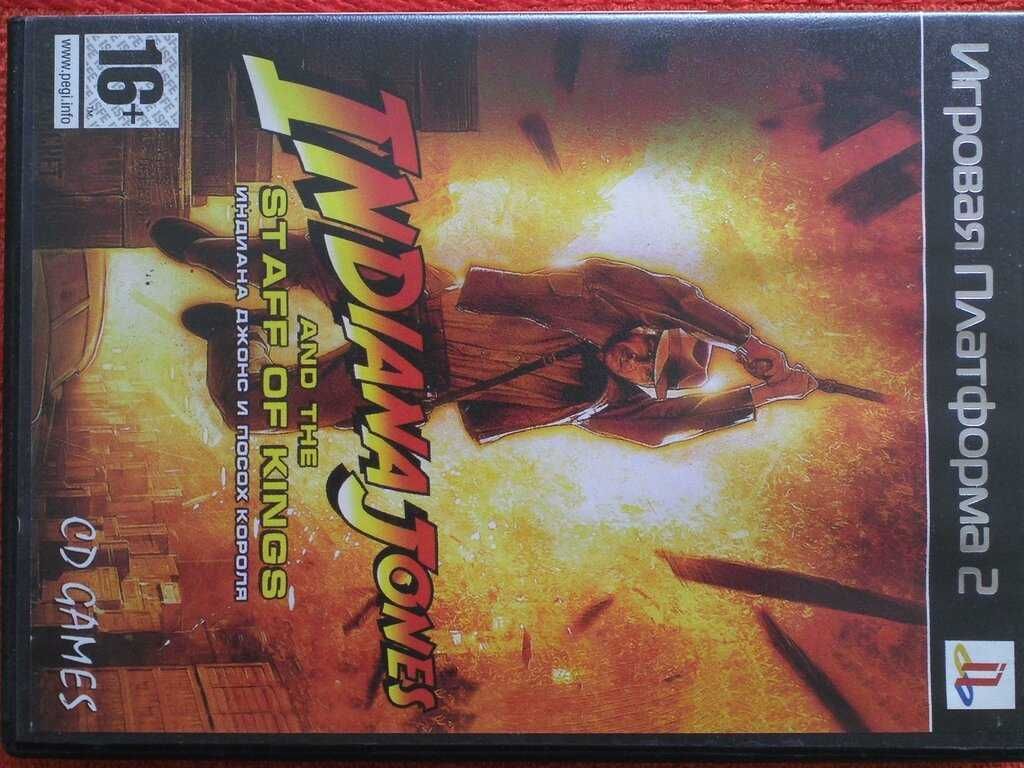 Игровая Платформа 2
INDIANA JONES
AND THE
STAFF OF KINGS
ИНДИАНА ДЖОНС И ПОСОХ КОРОЛЯ
16+
TM
www.pegi.info
CD GAMES